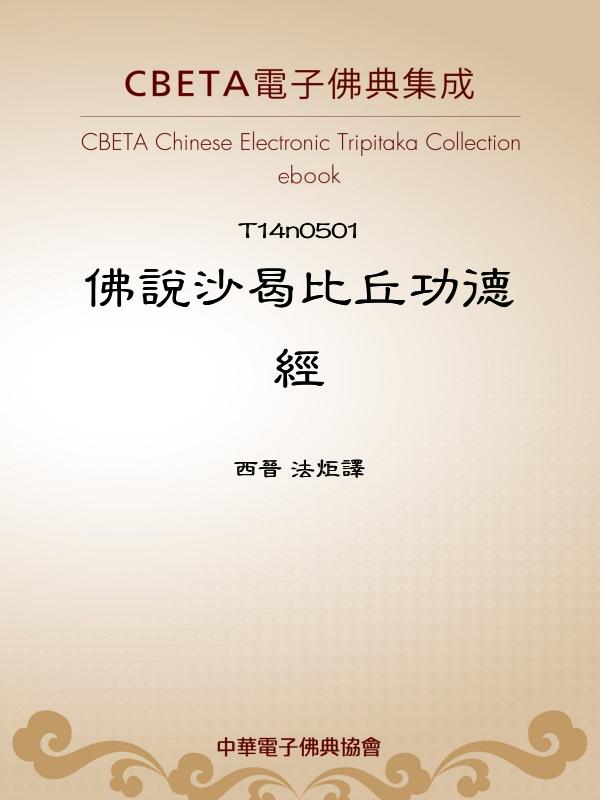 CBETA電子佛典集成
CBETA Chinese Electronic Tripitaka Collection
ebook
T14n0501
佛說沙曷比丘功德
經
西晉 法炬譯
中華電子佛典協會